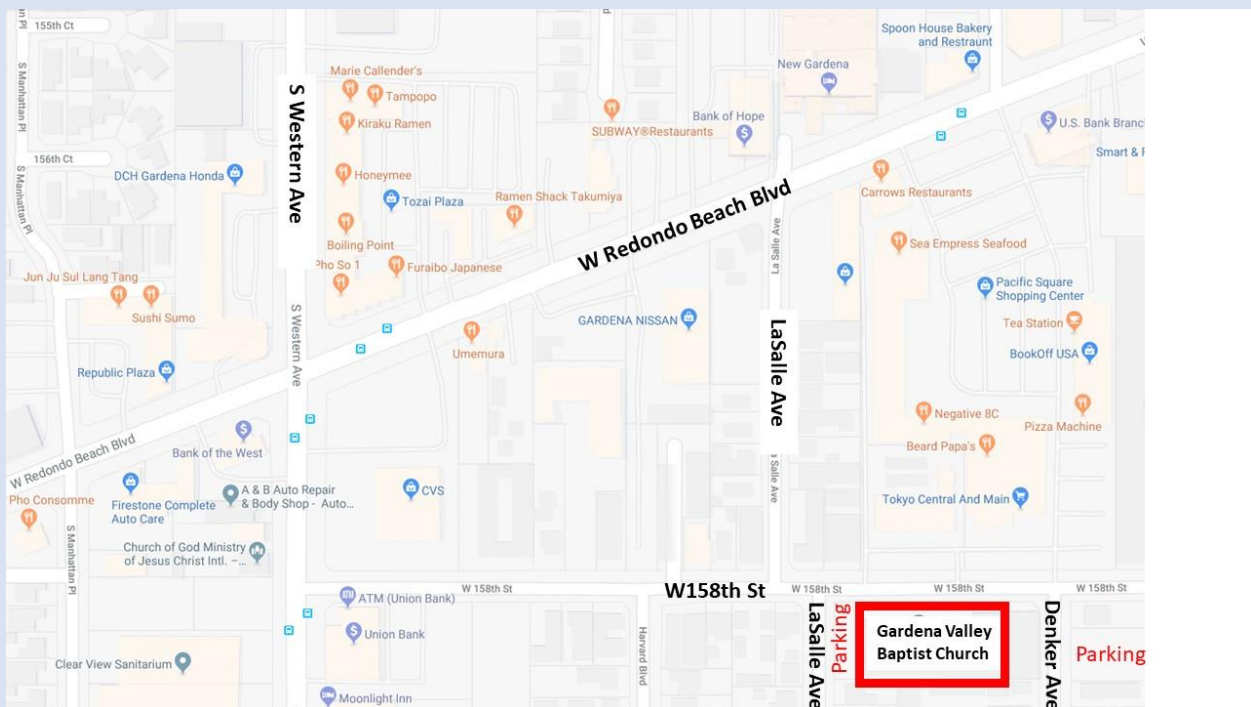 155th Ct
S Manhattan Pl
S Western Ave
Marie Callender's
Tampopo
Kiraku Ramen
SUBWAY®Restaurants
Bank of Hope
New Gardena
Spoon House Bakery
and Restraunt
U.S. Bank Branc
Smart &
156th Ct
S Manhattan Pl
DCH Gardena Honda
Honeymee
Tozai Plaza
Ramen Shack Takumiya
W Redondo Beach Blvd
Carrows Restaurants
La Salle Ave
Boiling Point
Pho So 1
Furaibo Japanese
Sea Empress Seafood
Jun Ju Sul Lang Tang
Sushi Sumo
Pacific Square
Shopping Center
S Western Ave
GARDENA NISSAN
LaSalle Ave
Tea Station
Umemura
BookOff USA
Republic Plaza
Negative 8C
Pizza Machine
W Redondo Beach Blvd
Bank of the West
Beard Papa's
a Salle Ave
Pho Consomme
Firestone Complete
Auto Care
A & B Auto Repair
& Body Shop - Auto...
CVS
Tokyo Central And Main
S Manhattan Pl
Church of God Ministry
of Jesus Christ Intl. –...
W 158th St
W158th St
W 158th St
W 158th St
W 158th St
ATM (Union Bank)
Union Bank
Harvard Blvd
LaSalle Ave
Parking
Gardena Valley
Baptist Church
Denker Ave
Parking
Clear View Sanitarium
Moonlight Inn